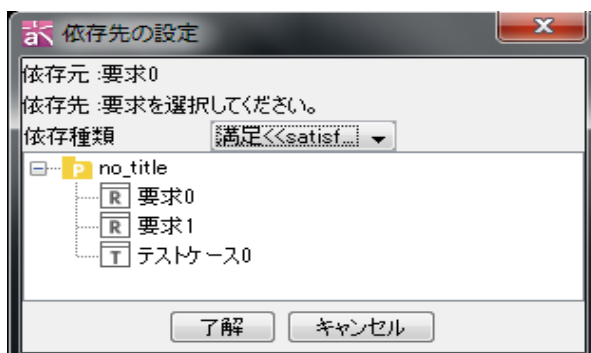 依存先の設定
依存元 :要求0
依存先 :要求を選択してください。
依存種類 満足<<satisf...
no_title
要求0
要求1
テストケース0
了解 キャンセル